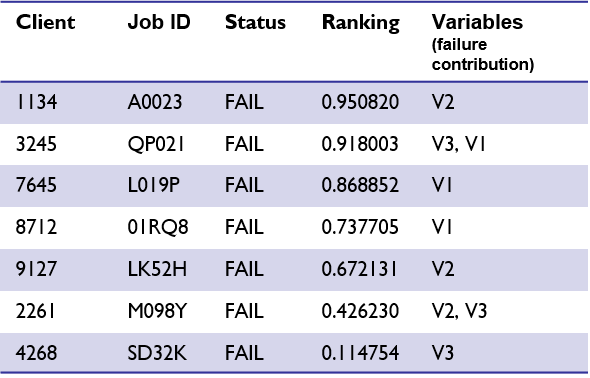 Client Job ID Status Ranking Variables
(failure
contribution)
1134 A0023 FAIL 0.950820 V2
3245 QP021 FAIL 0.918003 V3, V1
7645 L019P FAIL 0.868852 V1
8712 01RQ8 FAIL 0.737705 V1
9127 LK52H FAIL 0.672131 V2
2261 M098Y FAIL 0.426230 V2, V3
4268 SD32K FAIL 0.114754 V3